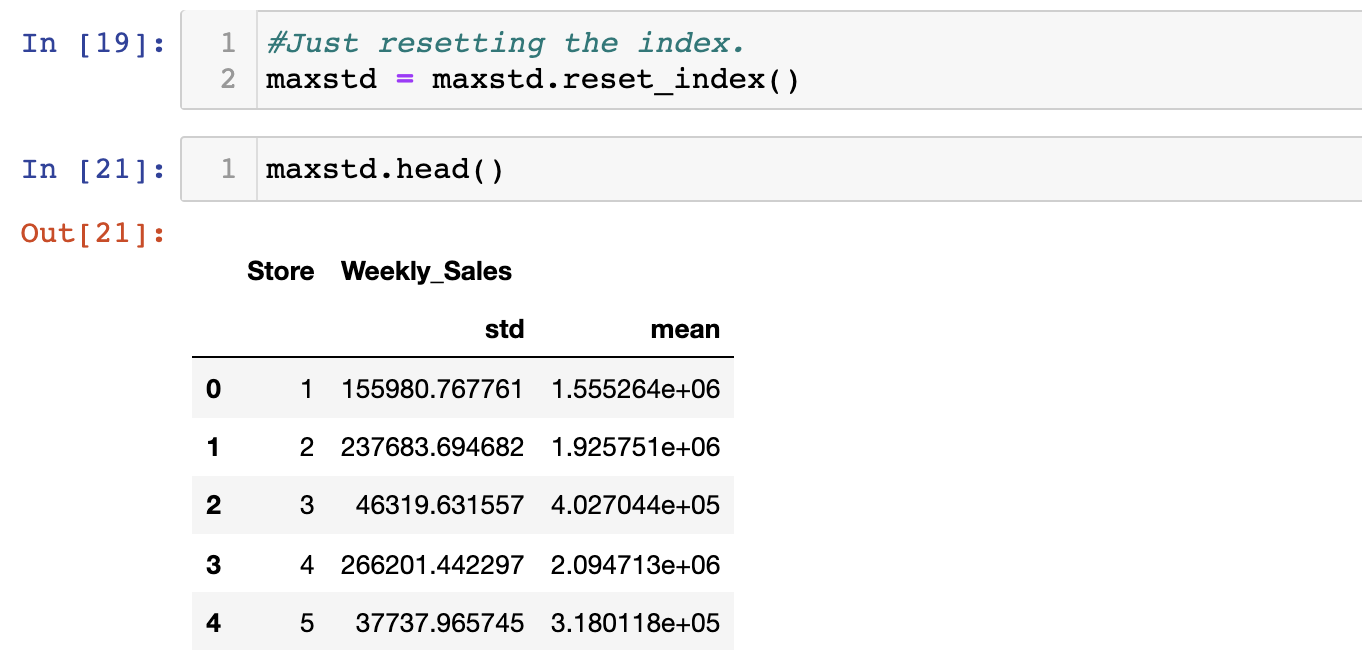 In [19]: 1 #Just resetting the index.
2 maxstd = maxstd.reset_index()
In [21]: 1 maxstd.head()
Out[21]:
Store Weekly_Sales
std mean
0 1 155980.767761 1.555264e+06
1 2 237683.694682 1.925751e+06
2 3 46319.631557 4.027044e+05
3 4 266201.442297 2.094713e+06
4 5 37737.965745 3.180118e+05